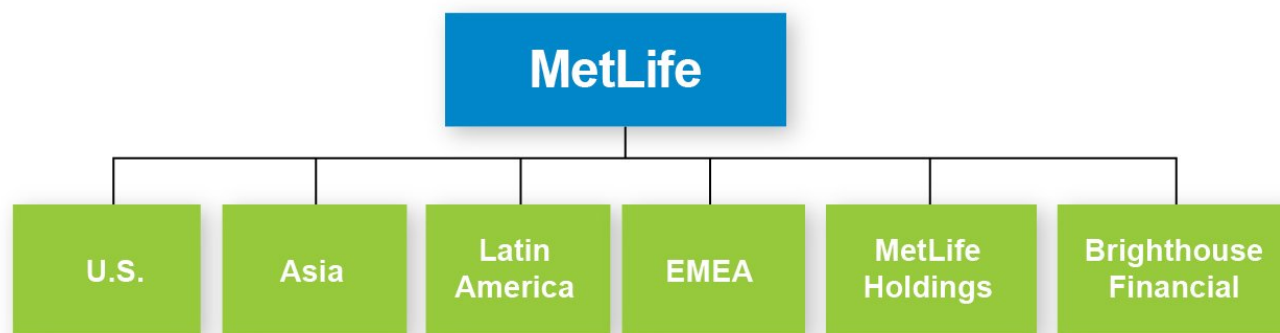 MetLife
U.S.
Asia
Latin
America
EMEA
MetLife
Holdings
Brighthouse
Financial